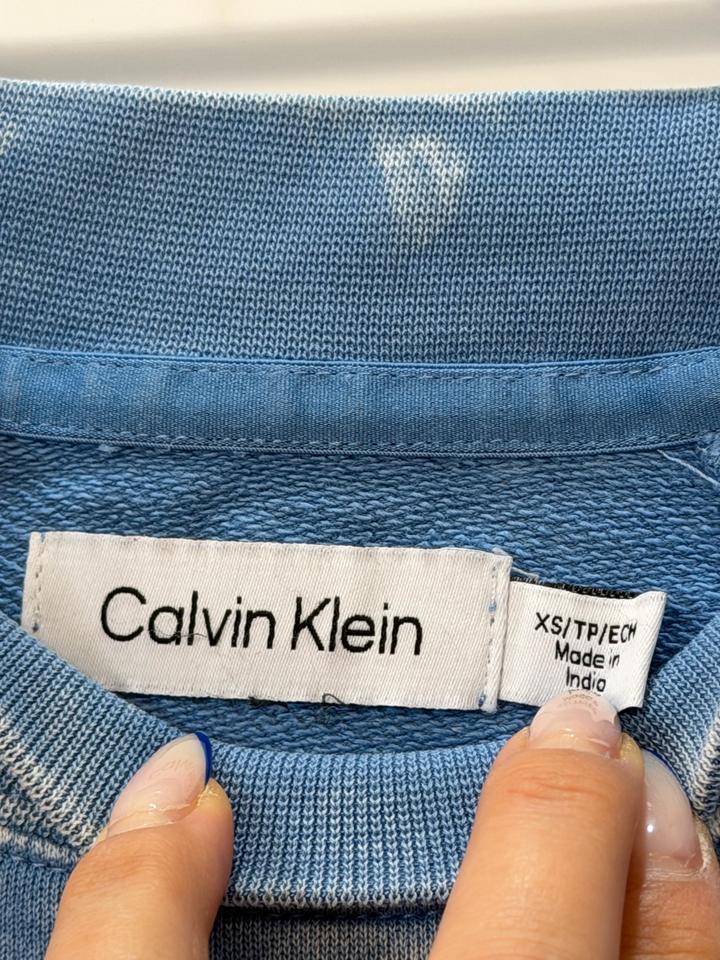 Calvin Klein
XS/TP/ECH
Made in
India